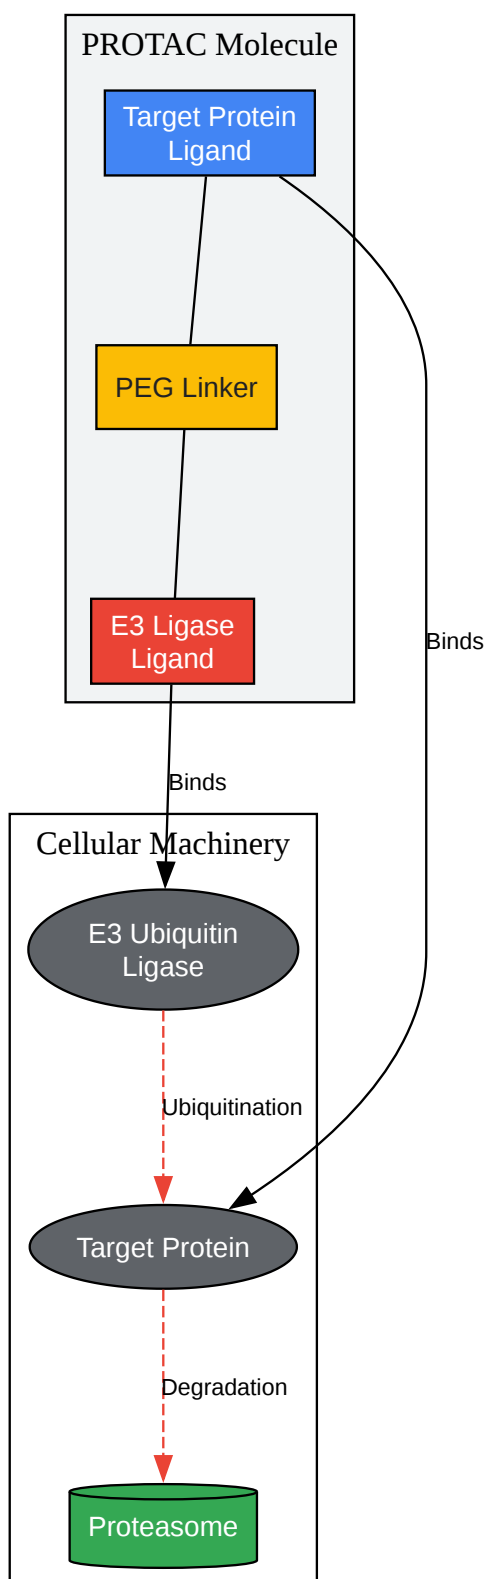 PROTAC Molecule
Target Protein
Ligand
PEG Linker
E3 Ligase
Ligand
Binds
Binds
Cellular Machinery
E3 Ubiquitin
Ligase
Ubiquitination
Target Protein
Degradation
Proteasome